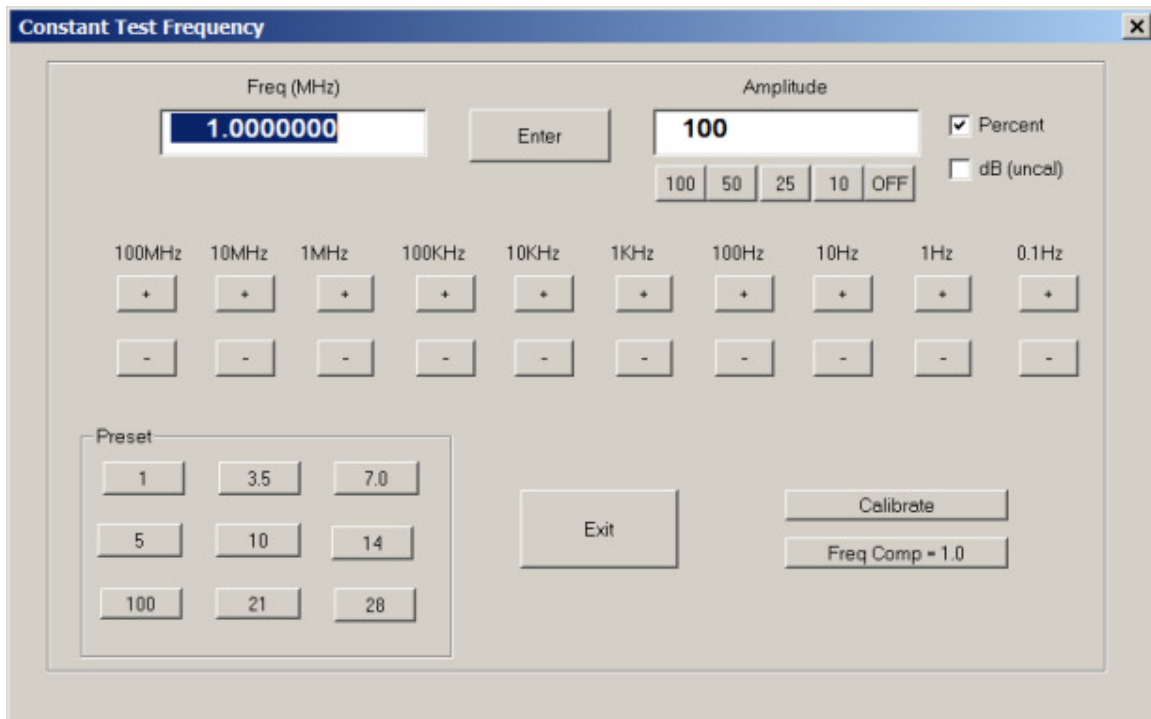 Constant Test Frequency
Freq (MHz) Amplitude
1.0000000 Enter 100 Percent
dB (uncal)
100 50 25 10 OFF
100MHz 10MHz 1MHz 100KHz 10KHz 1KHz 100Hz 10Hz 1Hz 0.1Hz
+ + + + + + + + + +
- - - - - - - - - -
Preset
1 3.5 7.0
5 10 14
100 21 28
Exit
Calibrate
Freq Comp = 1.0